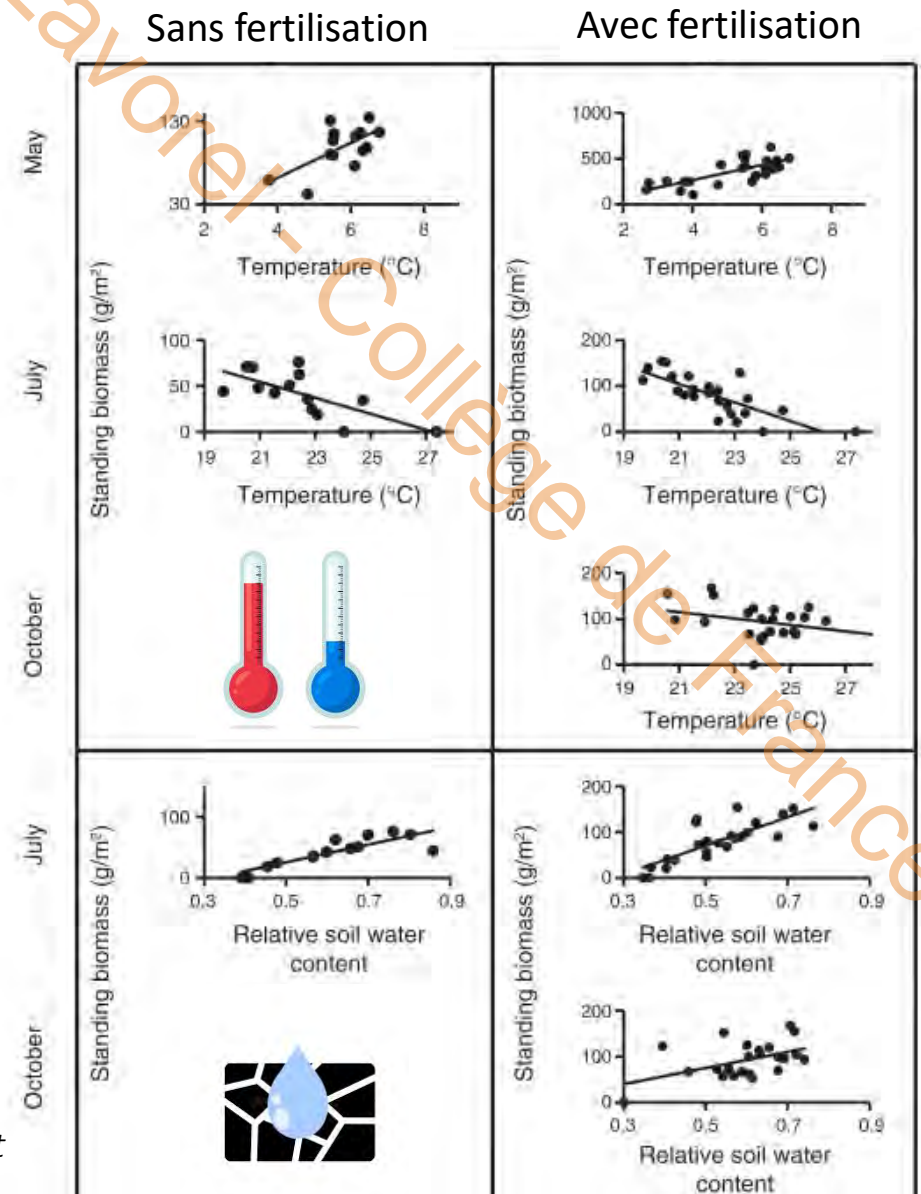 Sans fertilisation
Avec fertilisation
May
Standing biomass (g/m²)
130
30
2 4 6 8
Temperature (°C)
1000
500
0
2 4 6 8
Temperature (°C)
July
100
50
0
19 21 23 25 27
Temperature (°C)
Standing biotmass (g/m²)
200
100
0
19 21 23 25 27
Temperature (°C)
October
200
100
0
19 21 23 25 27
Temperature (°C)
July
Standing biomass (g/m²)
100
0
0.3 0.5 0.7 0.9
Relative soil water
content
Standing biomass (g/m²)
200
100
0
0.3 0.5 0.7 0.9
Relative soil water
content
October
200
100
0
0.3 0.5 0.7 0.9
Relative soil water
content
t
Lavorel - Collège de France